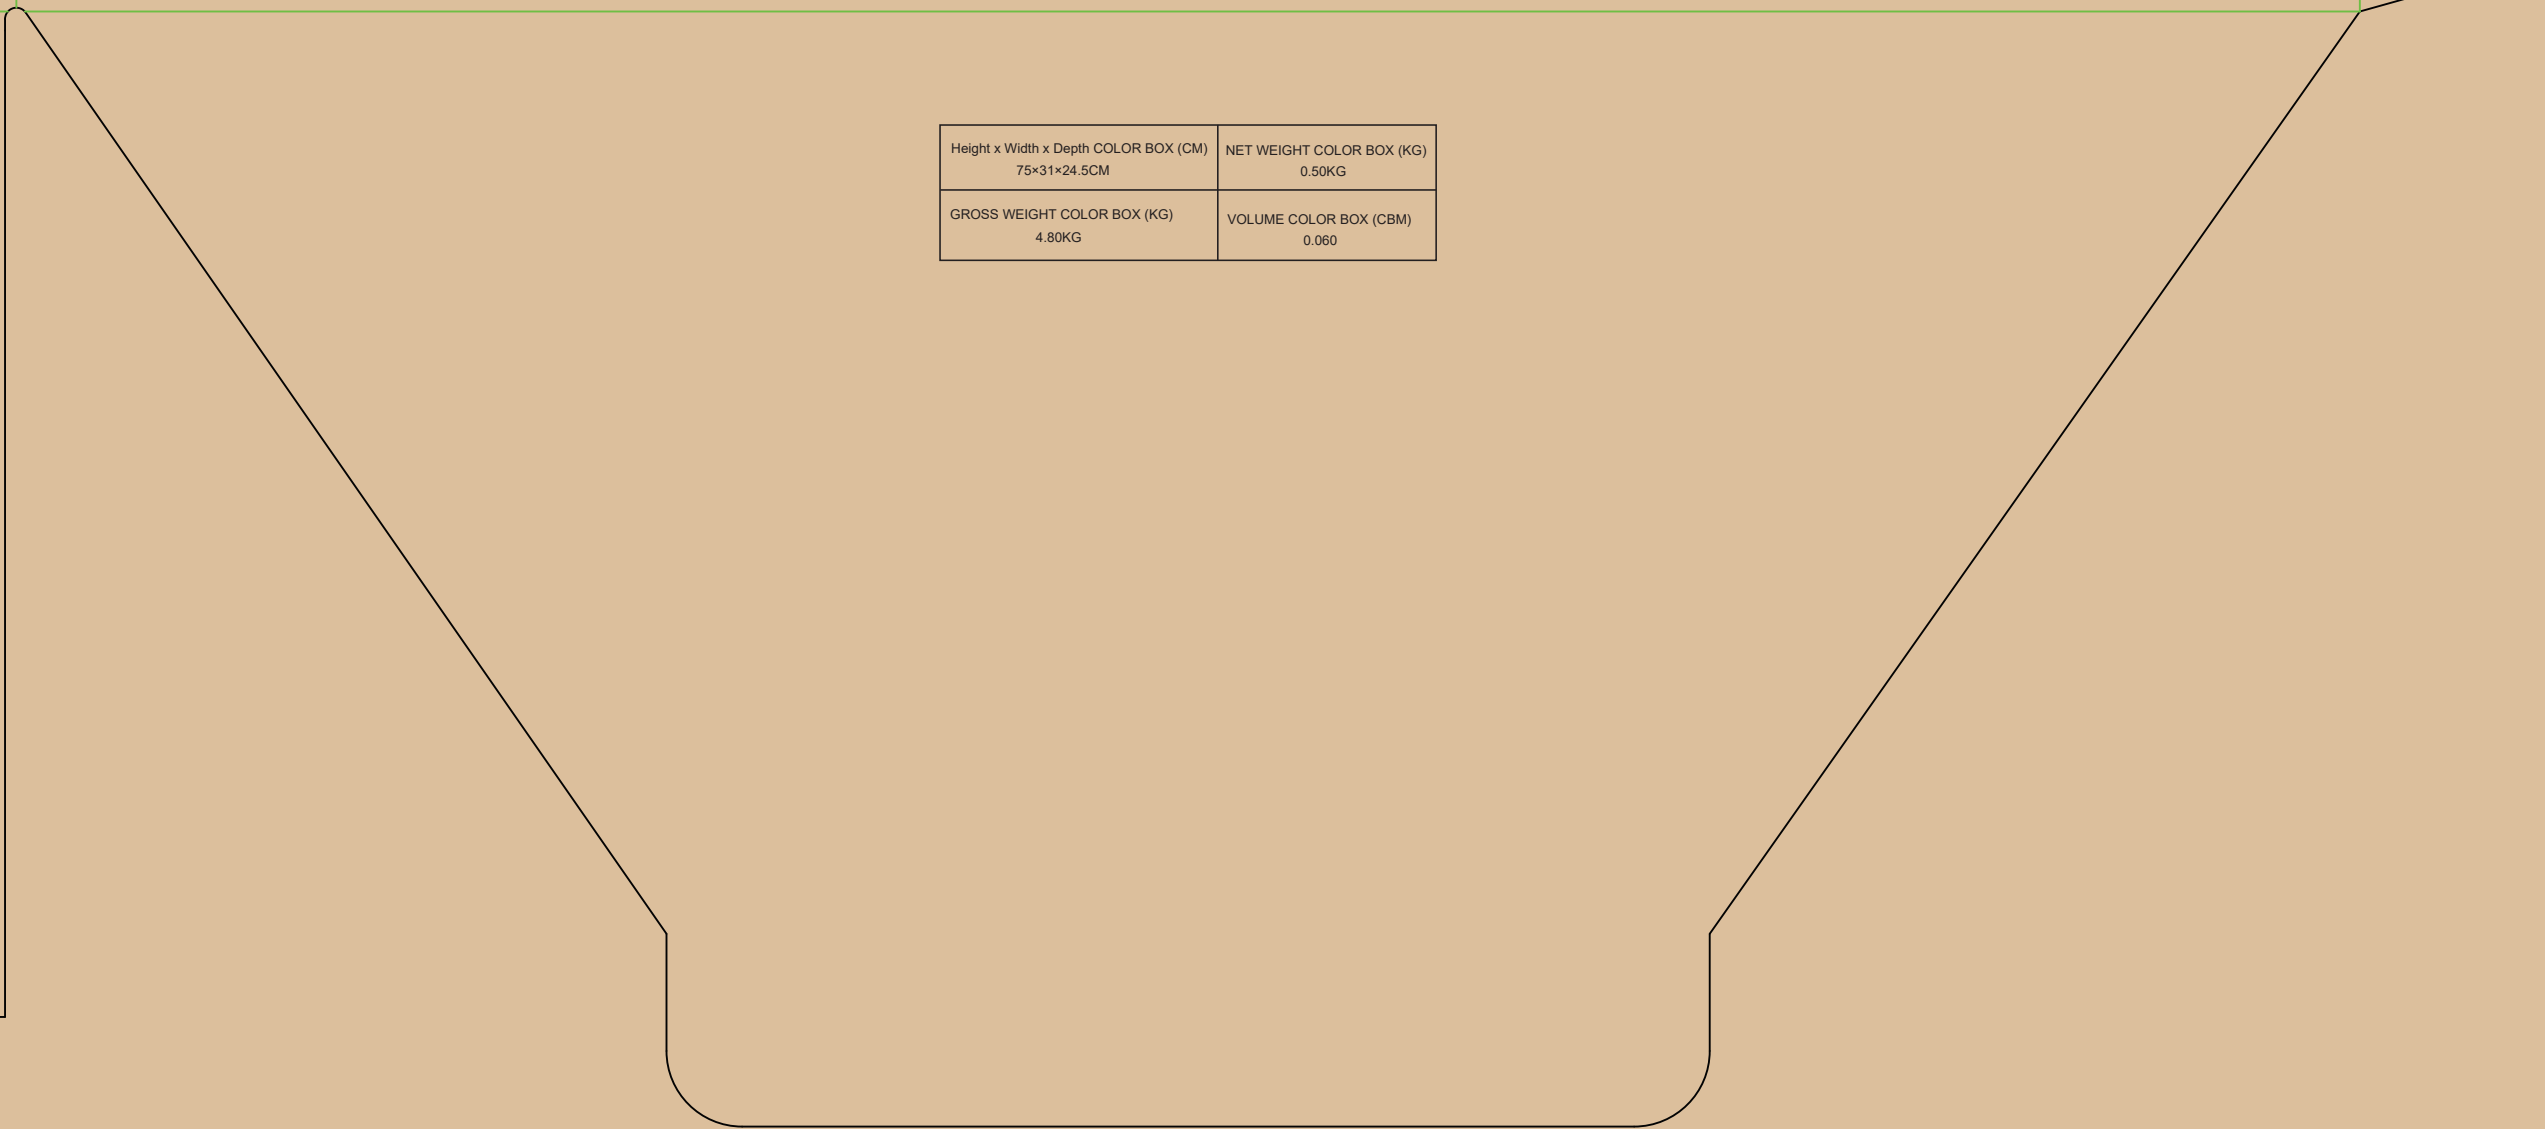 Height x Width x Depth COLOR BOX (CM)
75×31×24.5CM
NET WEIGHT COLOR BOX (KG)
0.50KG
GROSS WEIGHT COLOR BOX (KG)
4.80KG
VOLUME COLOR BOX (CBM)
0.060